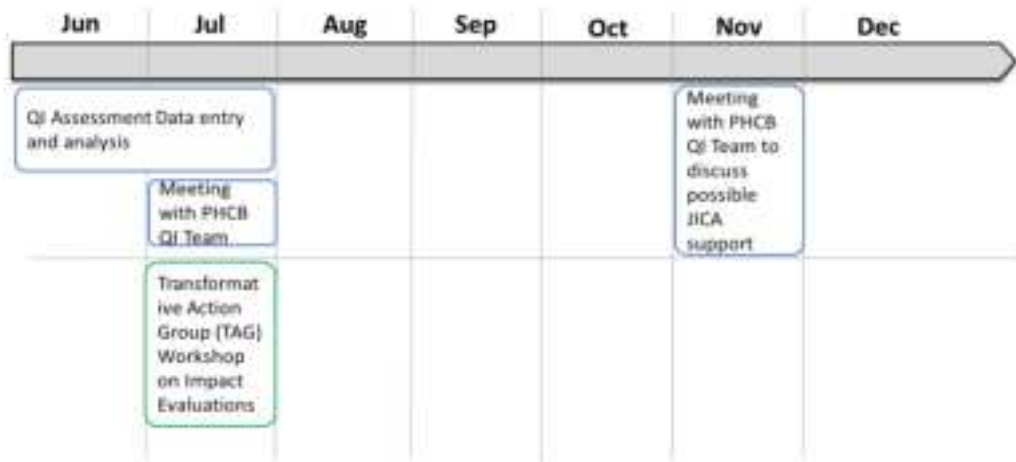 Jun Jul Aug Sep Oct Nov Dec
QI Assessment Data entry
and analysis
Meeting
with PHCB
QI Team
Meeting
with PHCB
QI Team to
discuss
possible
JICA
support
Transformat
ive Action
Group (TAG)
Workshop
on Impact
Evaluations